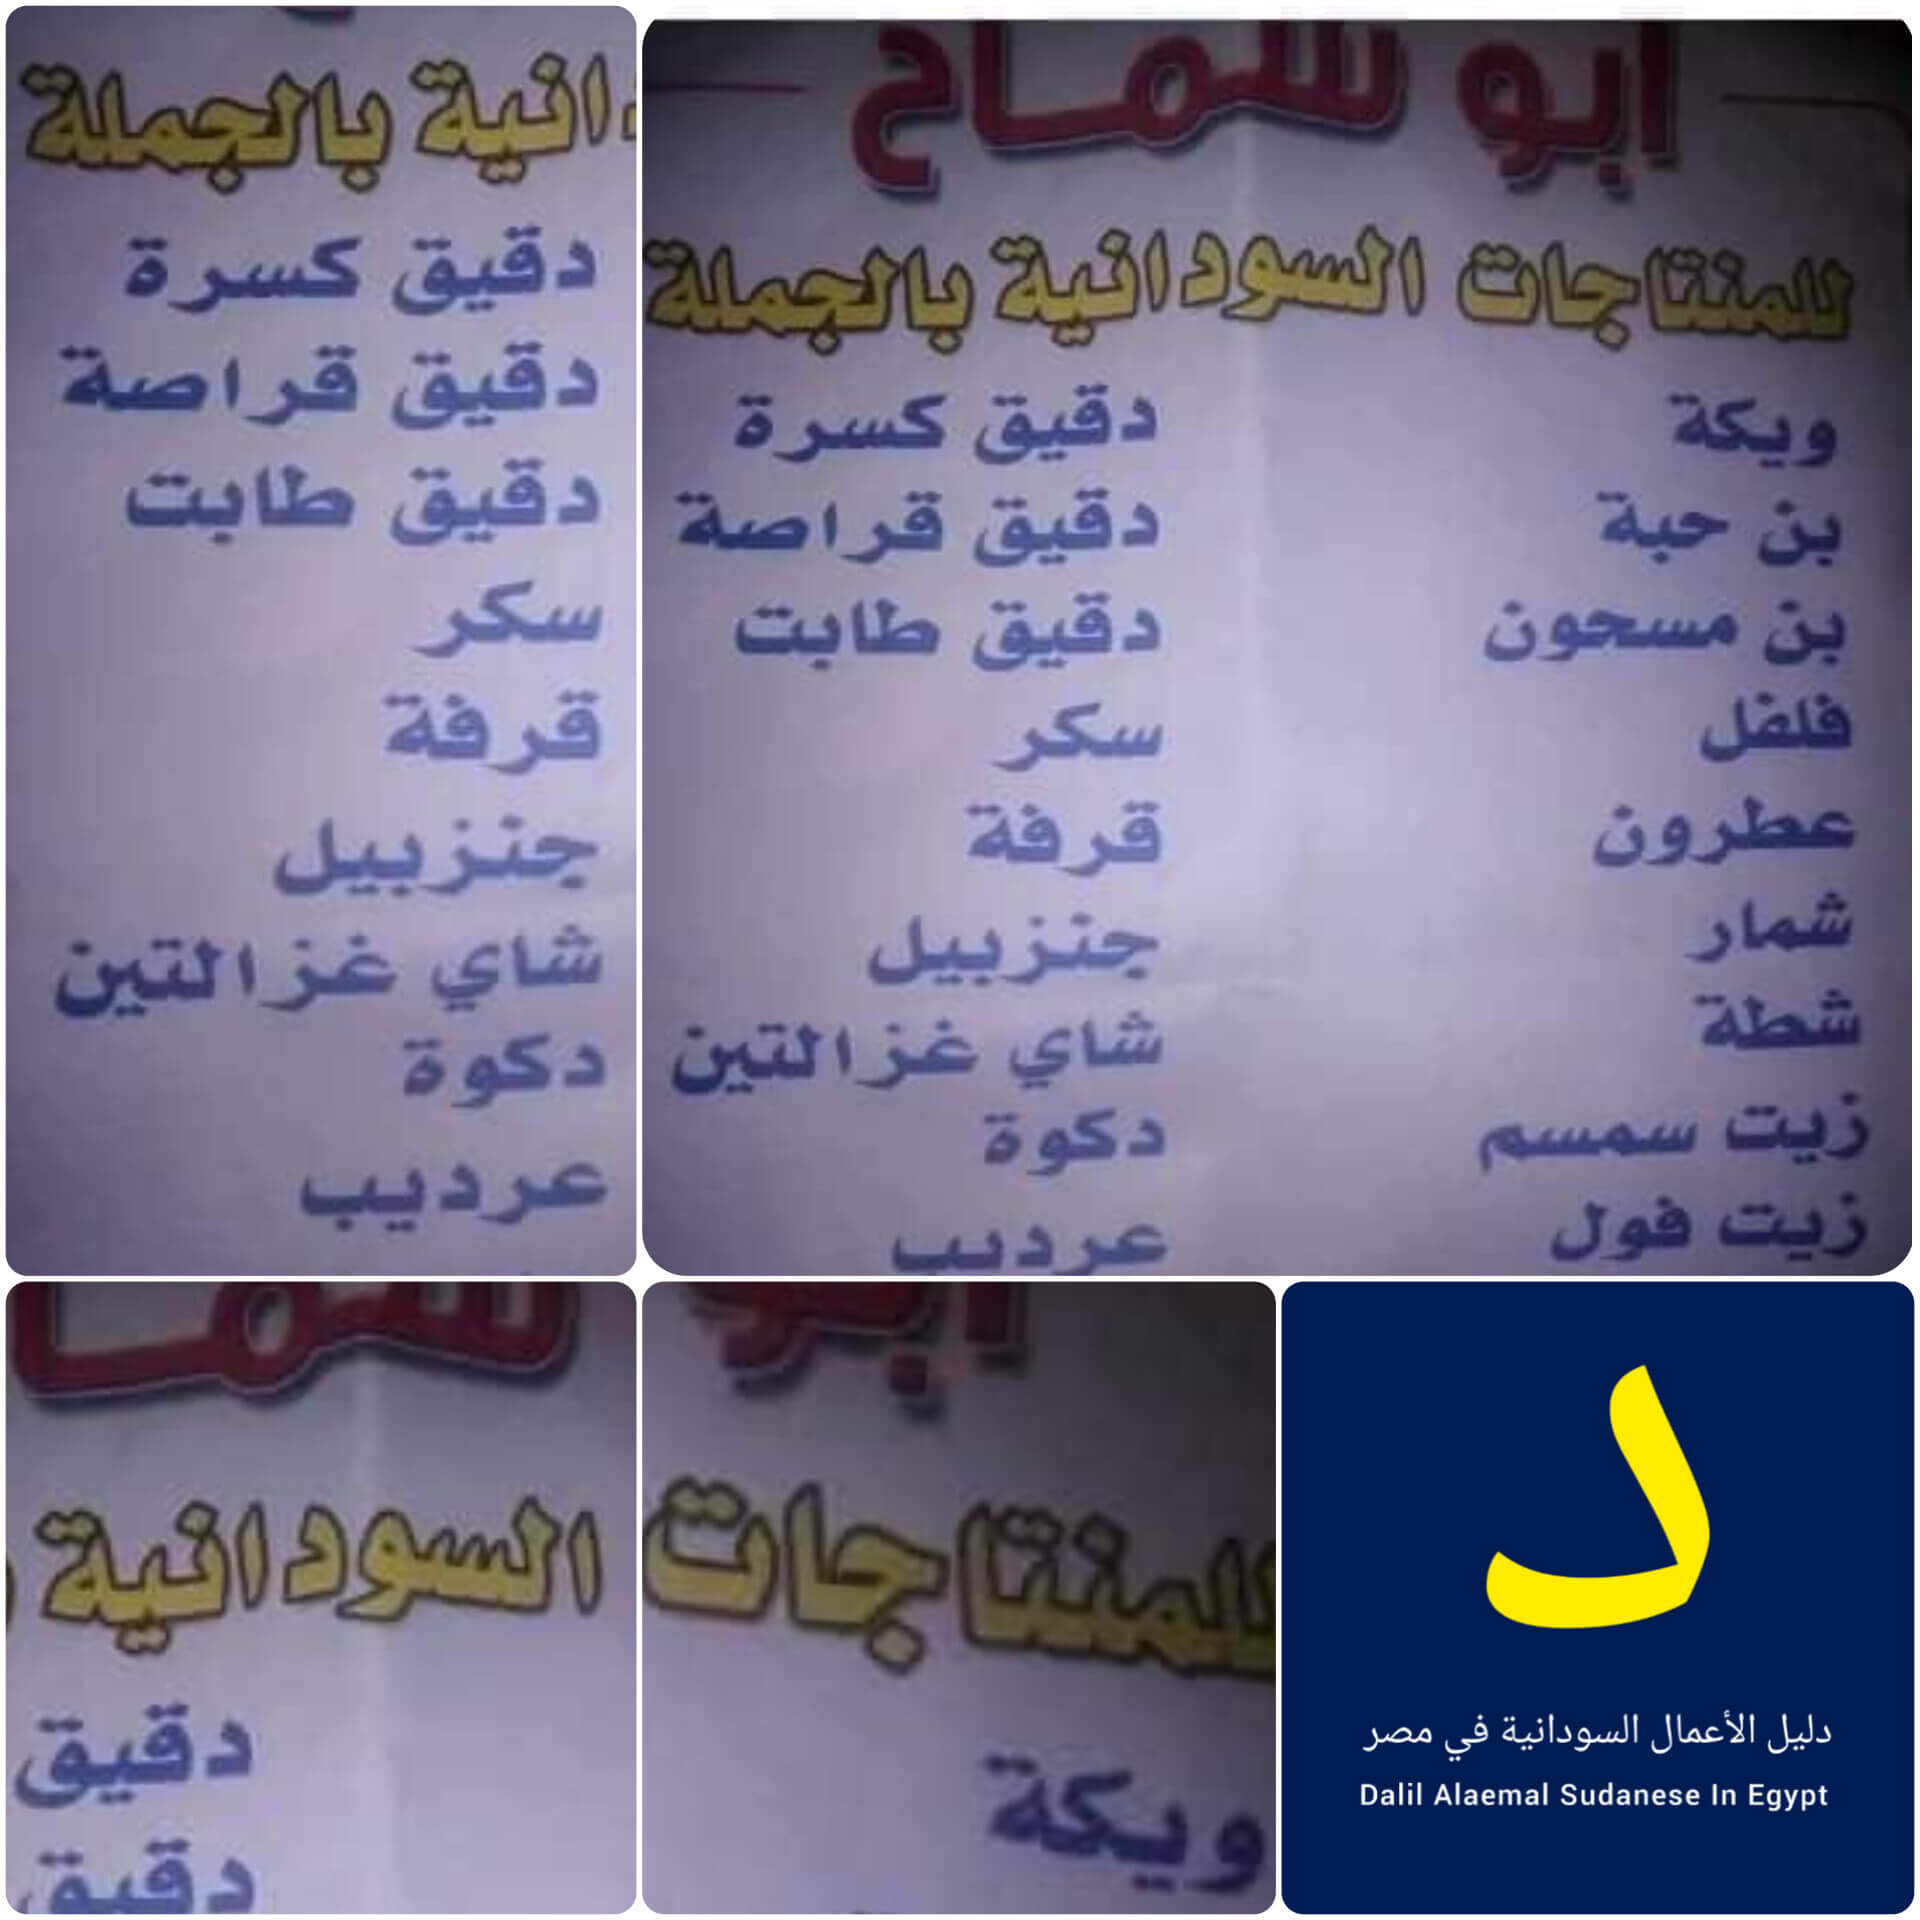 دانية بالجملة
دقيق كسرة
دقيق قراصة
دقيق طابت
سكر
قرفة
جنزبيل
شاي غزالتين
دكوة
عرديب
ابو سماح
للمنتاجات السودانية بالجملة
ويكة
بن حبة
بن مسحون
فلفل
عطرون
شمار
شطة
زيت سمسم
زيت فول
دقيق كسرة
دقيق قراصة
دقيق طابت
سكر
قرفة
جنزبيل
شاي غزالتين
دكوة
عرديب
سما
السودانية
دقيق
دقيق
ابو
للمنتاجات
ويكة
د
دليل الأعمال السودانية في مصر
Dalil Alaemal Sudanese In Egypt